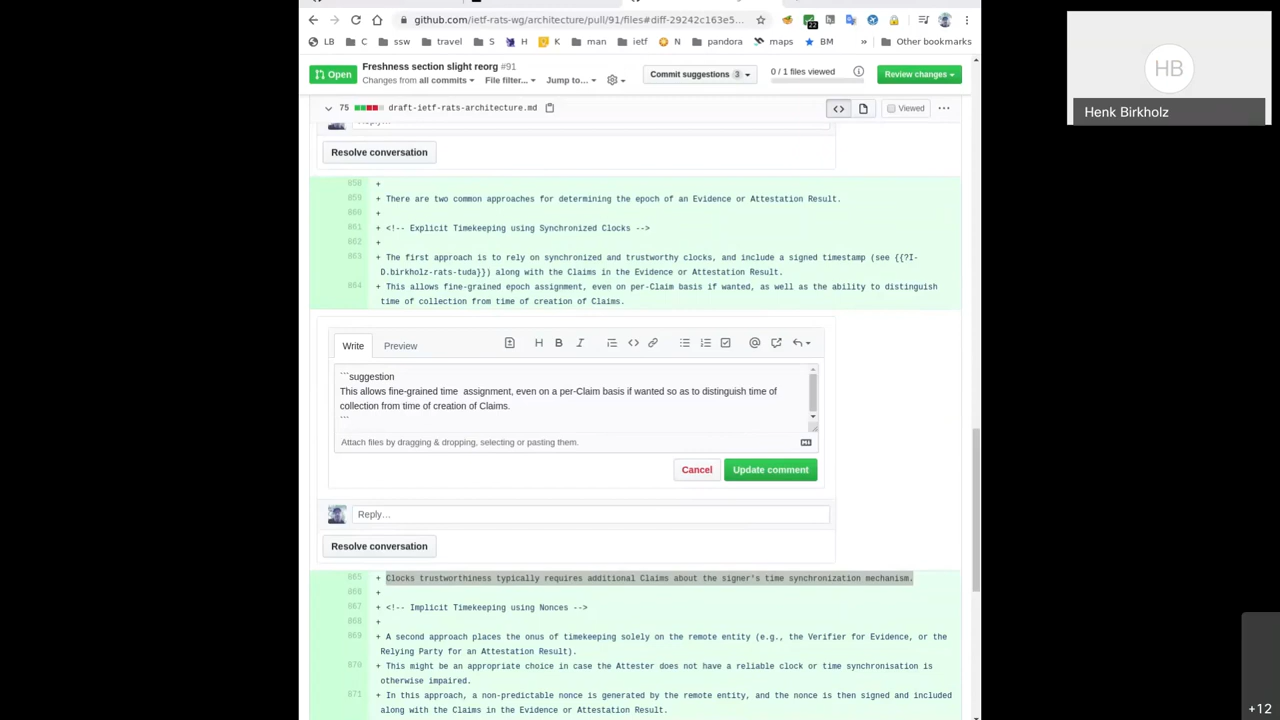 github.com/ietf-rats-wg/architecture/pull/91/files#diff-29242c163e5...
22
LB C ssw travel S H K man ietf N pandora maps BM » Other bookmarks
Open
Freshness section slight reorg #91
Changes from all commits File filter... Jump to...
Commit suggestions 3
0 / 1 files viewed
Review changes
75 draft-ietf-rats-architecture.md
Viewed
Reply...
Resolve conversation
858 +
859 + There are two common approaches for determining the epoch of an Evidence or Attestation Result.
860 +
861 + <!-- Explicit Timekeeping using Synchronized Clocks -->
862 +
863 + The first approach is to rely on synchronized and trustworthy clocks, and include a signed timestamp (see {{?I-
D.birkholz-rats-tuda}}) along with the Claims in the Evidence or Attestation Result.
864 + This allows fine-grained epoch assignment, even on per-Claim basis if wanted, as well as the ability to distinguish
time of collection from time of creation of Claims.
Write Preview
```suggestion
This allows fine-grained time  assignment, even on a per-Claim basis if wanted so as to distinguish time of
collection from time of creation of Claims.
```
Attach files by dragging & dropping, selecting or pasting them.
Cancel Update comment
Reply...
Resolve conversation
865 + Clocks trustworthiness typically requires additional Claims about the signer's time synchronization mechanism.
866 +
867 + <!-- Implicit Timekeeping using Nonces -->
868 +
869 + A second approach places the onus of timekeeping solely on the remote entity (e.g., the Verifier for Evidence, or the
Relying Party for an Attestation Result).
870 + This might be an appropriate choice in case the Attester does not have a reliable clock or time synchronisation is
otherwise impaired.
871 + In this approach, a non-predictable nonce is generated by the remote entity, and the nonce is then signed and included
along with the Claims in the Evidence or Attestation Result.
HB
Henk Birkholz
+12